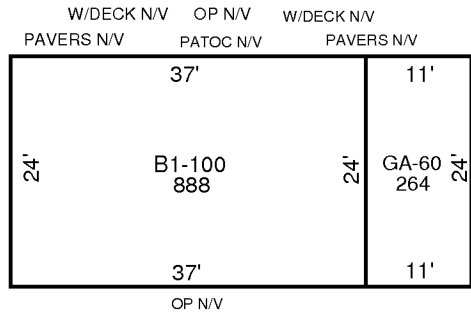 W/DECK N/V OP N/V W/DECK N/V
PAVERS N/V PATOC N/V PAVERS N/V
37' 11'
24' B1-100 24' GA-60 24'
888 264
37' 11'
OP N/V